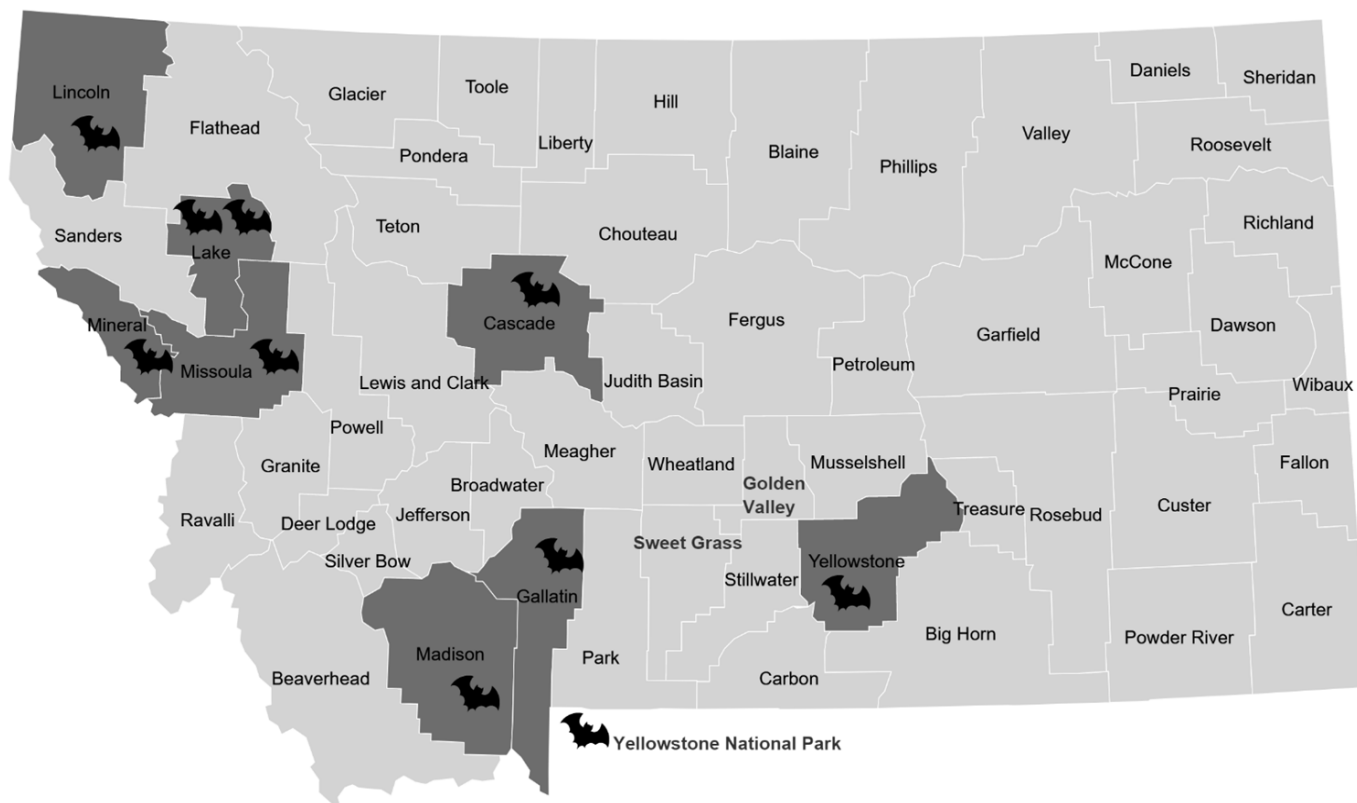 Daniels
Sheridan
Toole
Lincoln
Glacier
Hill
Flathead
Valley
Liberty
Roosevelt
Blaine
Pondera
Phillips
Teton
Richland
Sanders
Chouteau
Lake
McCone
Mineral
Cascade
Fergus
Dawson
Garfield
Missoula
Petroleum
Lewis and Clark
Judith Basin
Wibaux
Prairie
Powell
Meagher
Granite
Wheatland
Musselshell
Fallon
Broadwater
Golden
Valley
Ravalli
Deer Lodge
Jefferson
Treasure
Rosebud
Custer
Sweet Grass
Silver Bow
Yellowstone
Stillwater
Gallatin
Carter
Big Horn
Powder River
Madison
Park
Beaverhead
Carbon
Yellowstone National Park